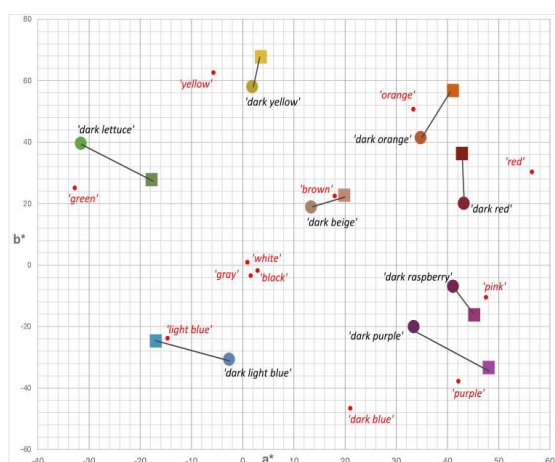 80
60
40
20
0
-20
-40
-60
-40
-30
-20
-10
0
10
20
30
40
50
60
b*
a*
'yellow'
'dark yellow'
'orange'
'dark orange'
'dark lettuce'
'green'
'red'
'brown'
'dark beige'
'dark red'
'white'
'gray'
'black'
'dark raspberry'
'pink'
'light blue'
'dark light blue'
'dark purple'
'purple'
'dark blue'